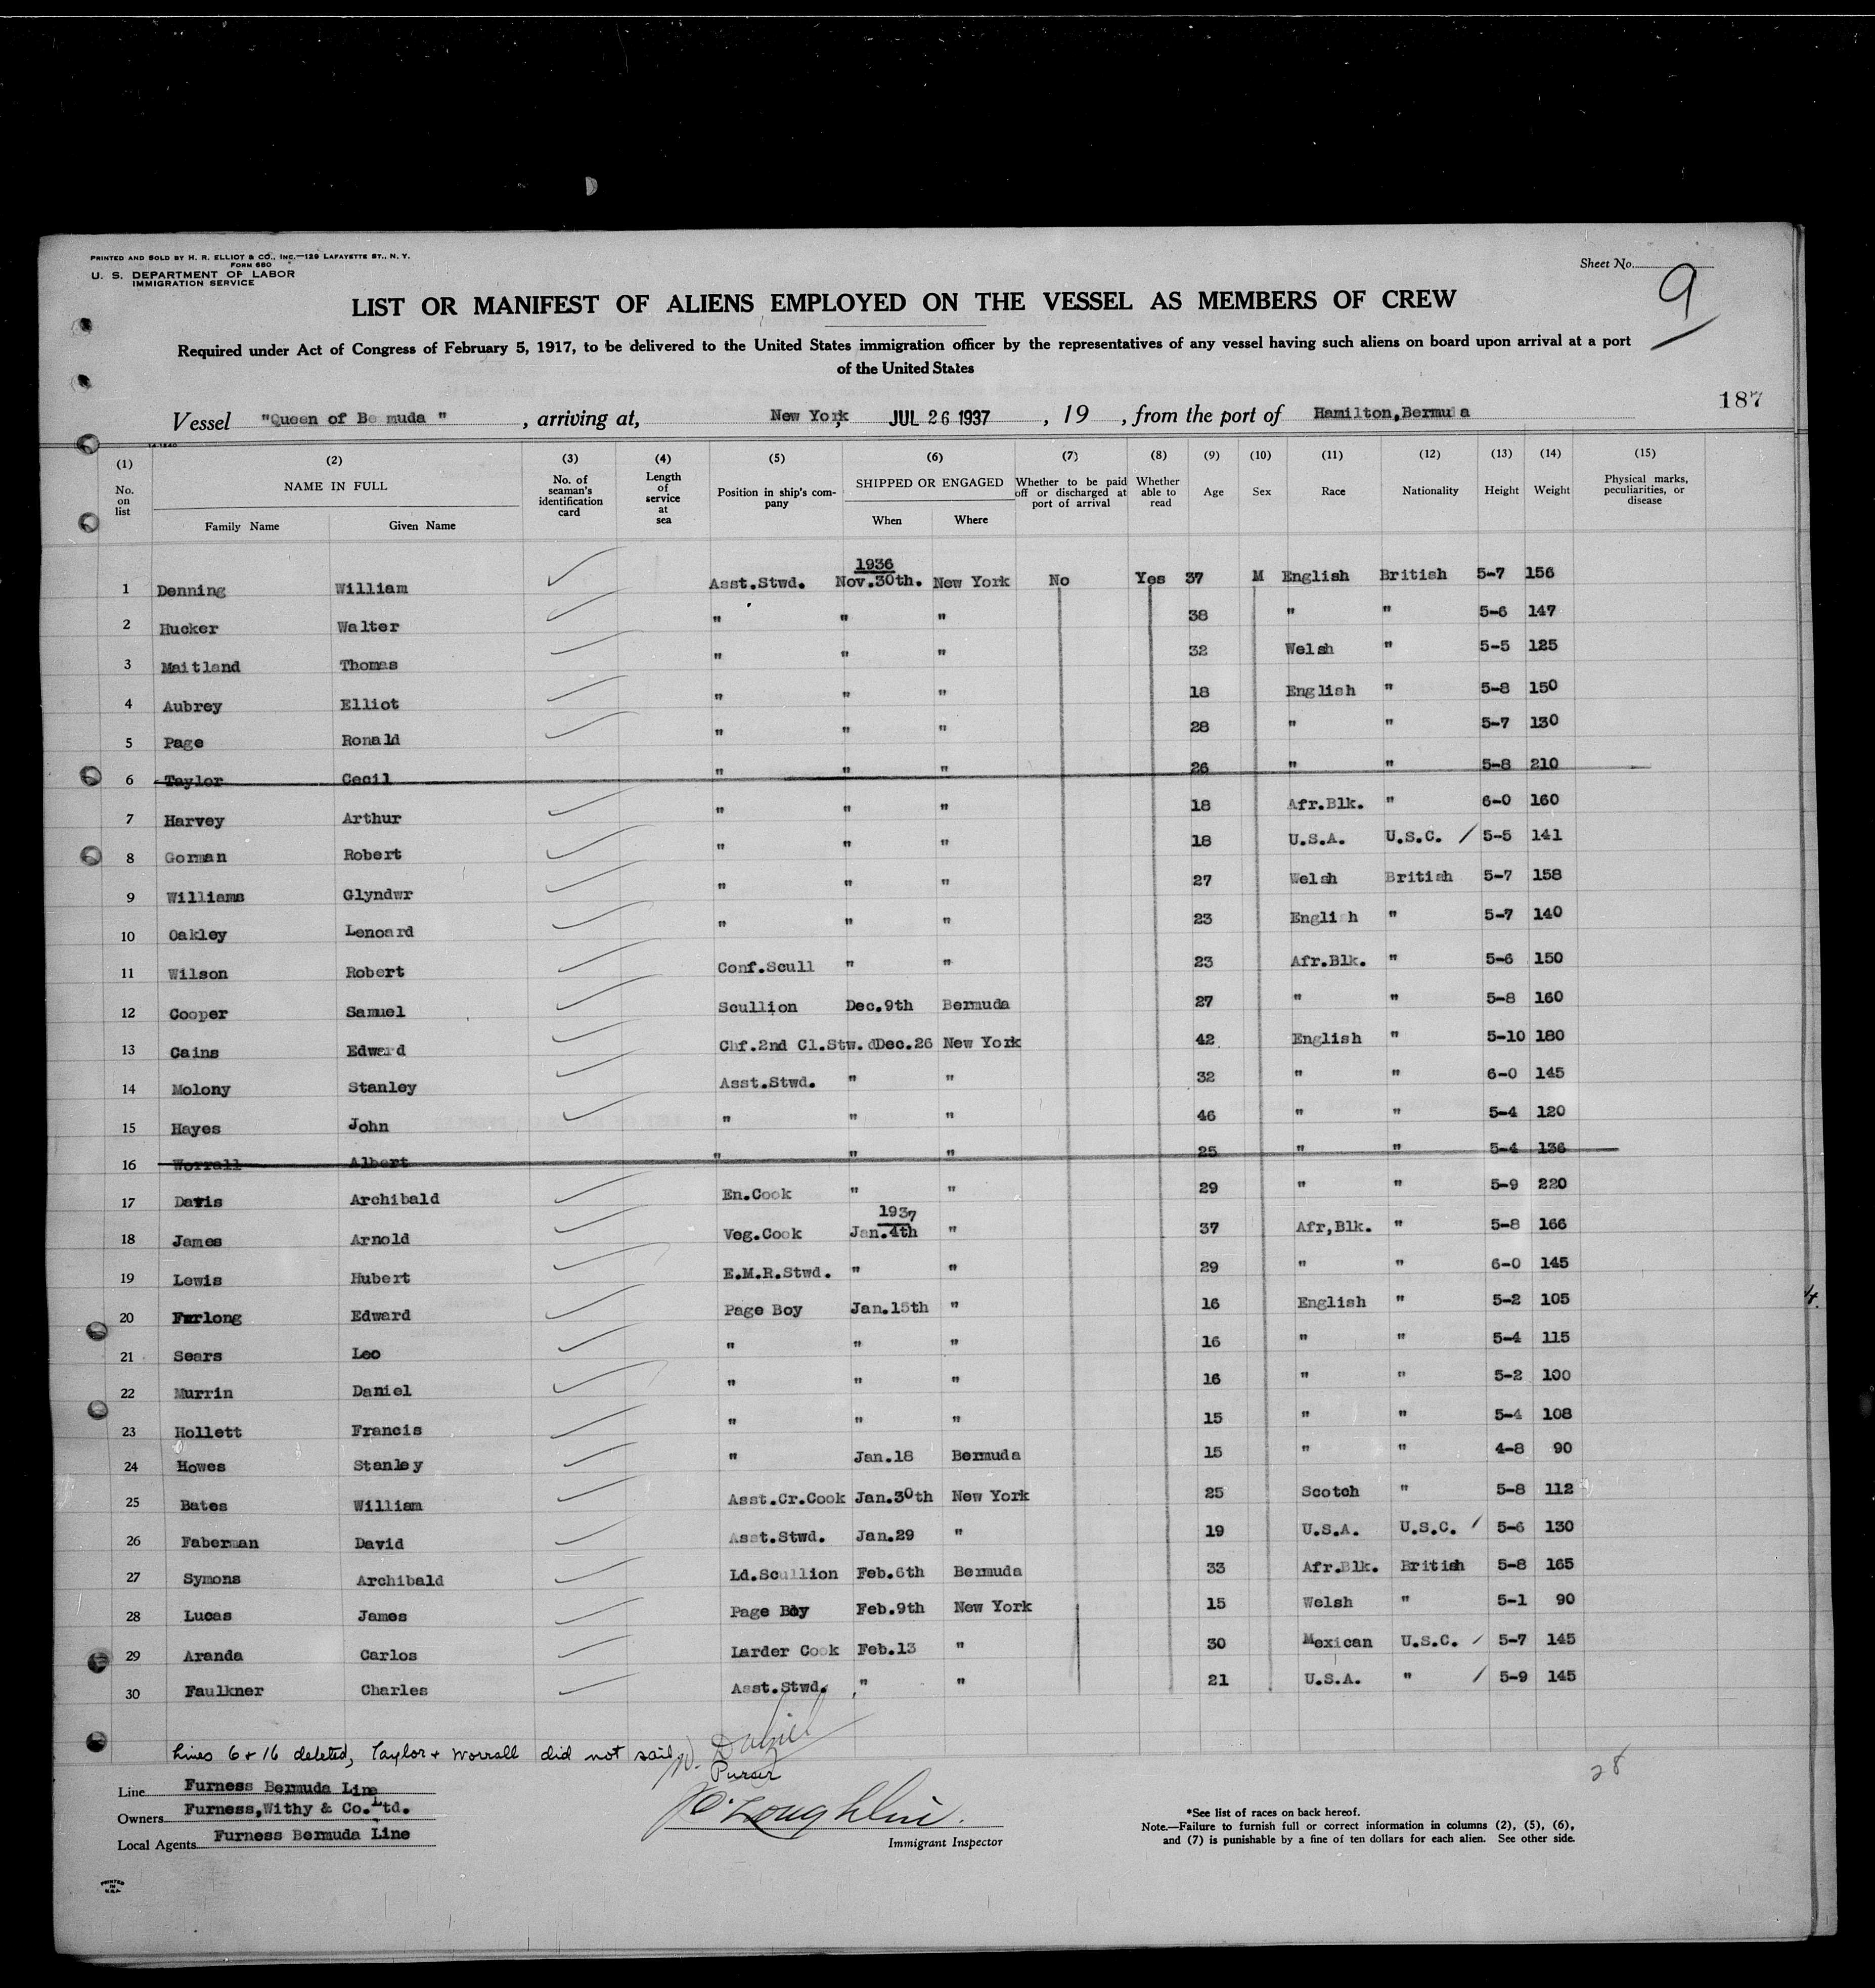 PRINTED AND SOLD BY H. R. ELLIOT & CO., INC.—129 LAFAYETTE ST., N. Y.
FORM 680
U. S. DEPARTMENT OF LABOR
IMMIGRATION SERVICE
Sheet No. 9
LIST OR MANIFEST OF ALIENS EMPLOYED ON THE VESSEL AS MEMBERS OF CREW
Required under Act of Congress of February 5, 1917, to be delivered to the United States immigration officer by the representatives of any vessel having such aliens on board upon arrival at a port
of the United States
187
Vessel "Queen of Bermuda", arriving at, New York, JUL 26 1937, 19 , from the port of Hamilton,Bermuda
(1) (2) (3) (4) (5) (6) (7) (8) (9) (10) (11) (12) (13) (14) (15)
No. on list NAME IN FULL Family Name Given Name No. of seaman's identification card Length of service at sea Position in ship's company SHIPPED OR ENGAGED When Where Whether to be paid off or discharged at port of arrival Whether able to read Age Sex Race Nationality Height Weight Physical marks, peculiarities, or disease
1936
1 Denning William Asst.Stwd. Nov.30th. New York No Yes 37 M English British 5-7 156
2 Hucker Walter " " " 38 " " 5-6 147
3 Maitland Thomas " " " 32 Welsh " 5-5 125
4 Aubrey Elliot " " " 18 English " 5-8 150
5 Page Ronald " " " 28 " " 5-7 130
6 Taylor Cecil " " " 26 " " 5-8 210
7 Harvey Arthur " " " 18 Afr.Blk. " 6-0 160
8 Gorman Robert " " " 18 U.S.A. U.S.C. / 5-5 141
9 Williams Glyndwr " " " 27 Welsh British 5-7 158
10 Oakley Lenoard " " " 23 English " 5-7 140
11 Wilson Robert Conf.Scull " " 23 Afr.Blk. " 5-6 150
12 Cooper Samuel Scullion Dec.9th Bermuda 27 " " 5-8 160
13 Cains Edward Chf.2nd Cl.Stw.dDec.26 New York 42 English " 5-10 180
14 Molony Stanley Asst.Stwd. " " 32 " " 6-0 145
15 Hayes John " " " 46 " " 5-4 120
16 Worrall Albert " " " 25 " " 5-4 136
17 Davis Archibald En.Cook " " 29 " " 5-9 220
1937
18 James Arnold Veg.Cook Jan.4th " 37 Afr,Blk. " 5-8 166
19 Lewis Hubert E.M.R.Stwd. " " 29 " " 6-0 145
20 Furlong Edward Page Boy Jan.15th " 16 English " 5-2 105
21 Sears Leo " " " 16 " " 5-4 115
22 Murrin Daniel " " " 16 " " 5-2 100
23 Hollett Francis " " " 15 " " 5-4 108
24 Howes Stanley " Jan.18 Bermuda 15 " " 4-8 90
25 Bates William Asst.Cr.Cook Jan.30th New York 25 Scotch " 5-8 112
26 Faberman David Asst.Stwd. Jan.29 " 19 U.S.A. U.S.C. / 5-6 130
27 Symons Archibald Ld.Scullion Feb.6th Bermuda 33 Afr.Blk. British 5-8 165
28 Lucas James Page Boy Feb.9th New York 15 Welsh " 5-1 90
29 Aranda Carlos Larder Cook Feb.13 " 30 Mexican U.S.C. / 5-7 145
30 Faulkner Charles Asst.Stwd. " " 21 U.S.A. " / 5-9 145
Lines 6 + 16 deleted, Taylor + Worrall did not sail
Purser
28
Line Furness Bermuda Line
Owners Furness,Withy & Co.Ltd.
Local Agents Furness Bermuda Line
Immigrant Inspector
*See list of races on back hereof.
Note.—Failure to furnish full or correct information in columns (2), (5), (6),
and (7) is punishable by a fine of ten dollars for each alien. See other side.
PRINTED
IN
U.S.A.